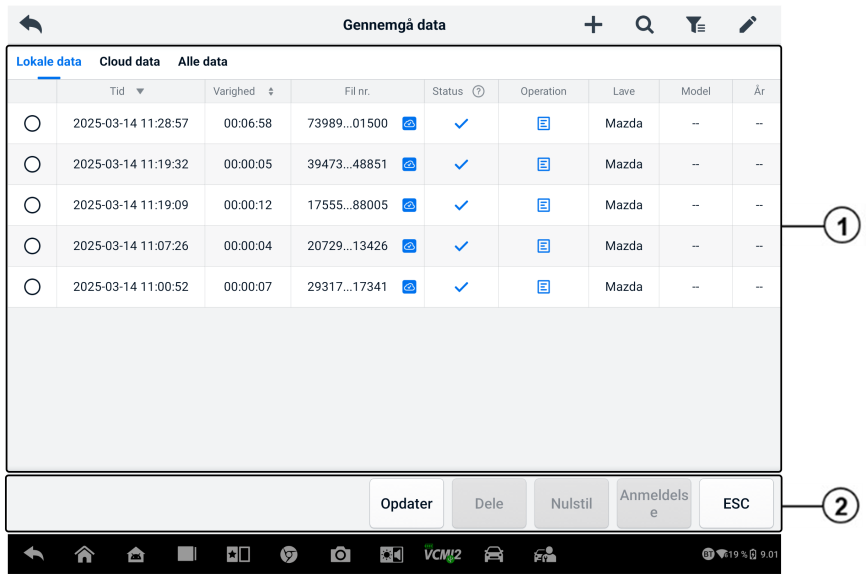 Gennemgå data
Lokale data Cloud data Alle data
Tid Varighed Fil nr. Status ? Operation Lave Model År
2025-03-14 11:28:57 00:06:58 73989...01500 Mazda -- --
2025-03-14 11:19:32 00:00:05 39473...48851 Mazda -- --
2025-03-14 11:19:09 00:00:12 17555...88005 Mazda -- --
2025-03-14 11:07:26 00:00:04 20729...13426 Mazda -- --
2025-03-14 11:00:52 00:00:07 29317...17341 Mazda -- --
1
Opdater Dele Nulstil Anmeldels
e ESC
2
VCMI2 BT 19 % 9.01